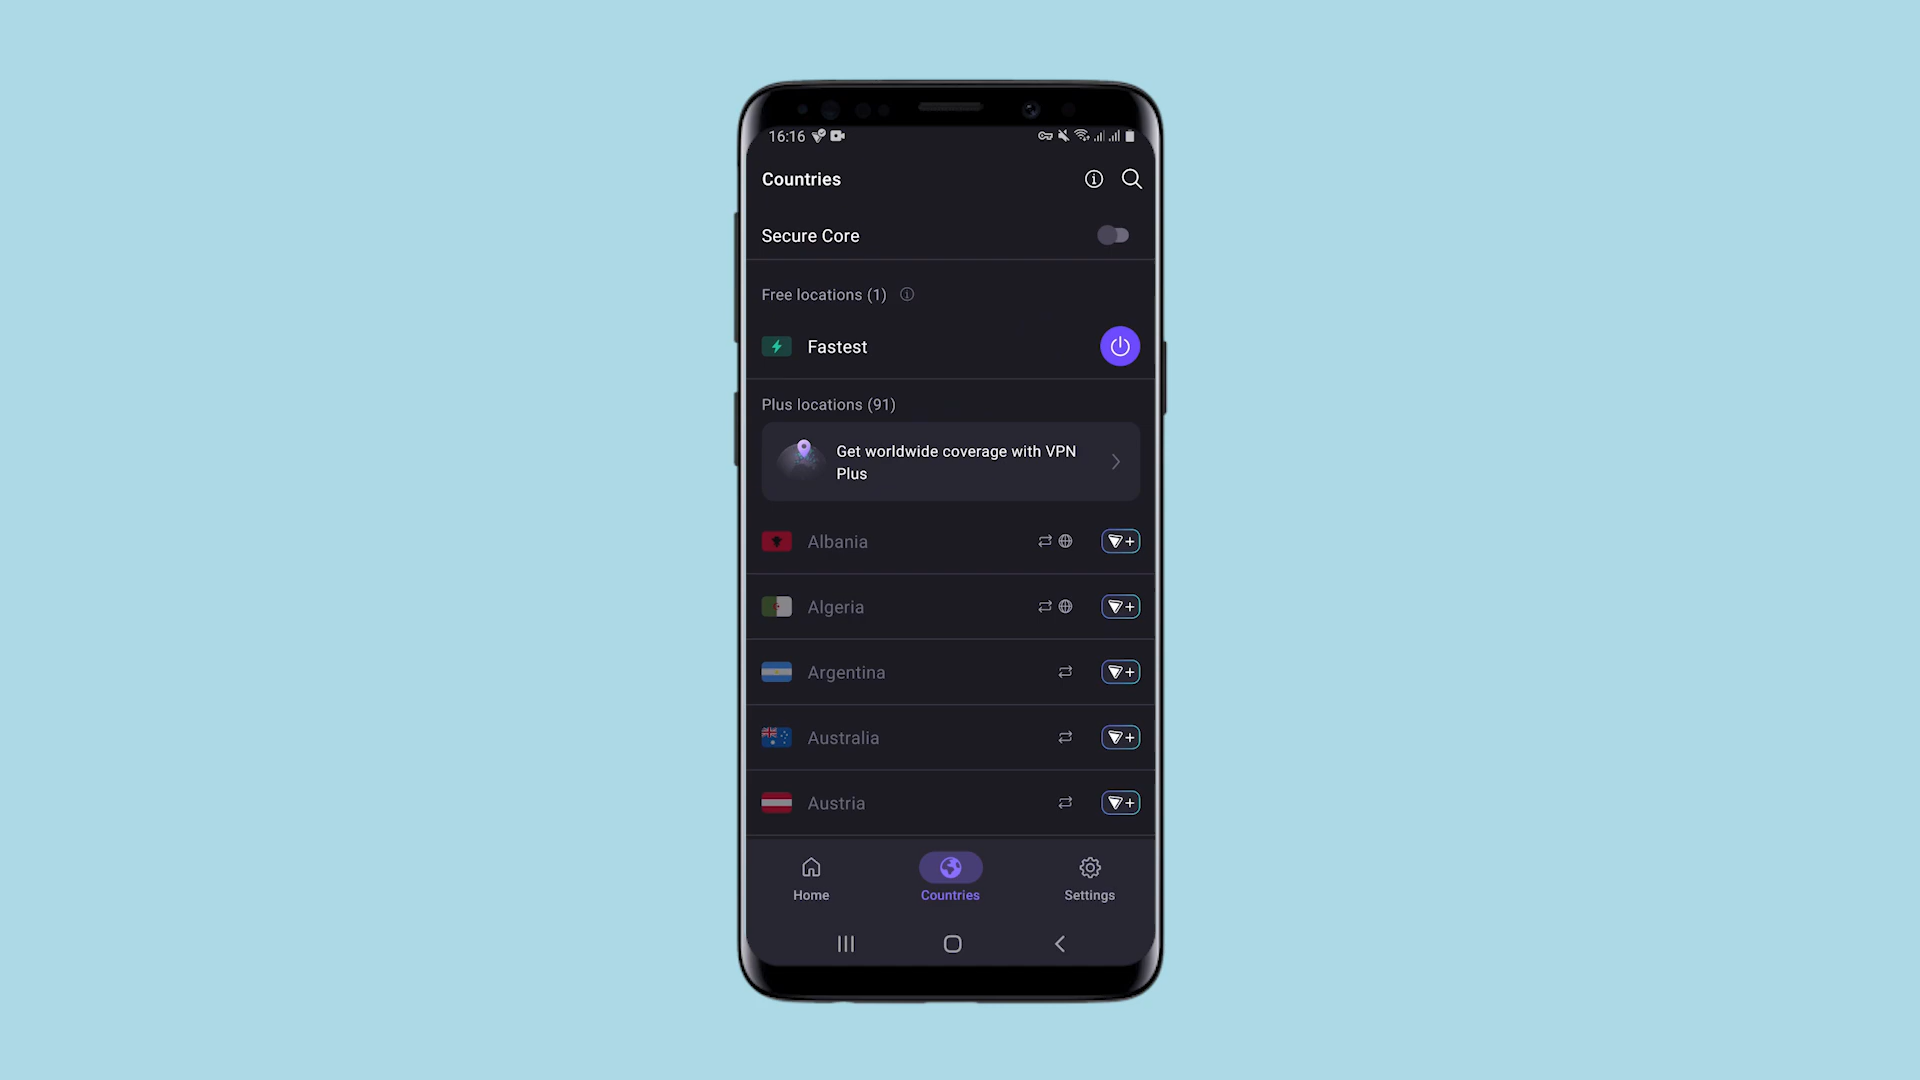 16:16
Countries
Secure Core
Free locations (1)
Fastest
Plus locations (91)
Get worldwide coverage with VPN
Plus
Albania
+
Algeria
+
Argentina
+
Australia
+
Austria
+
Home
Countries
Settings